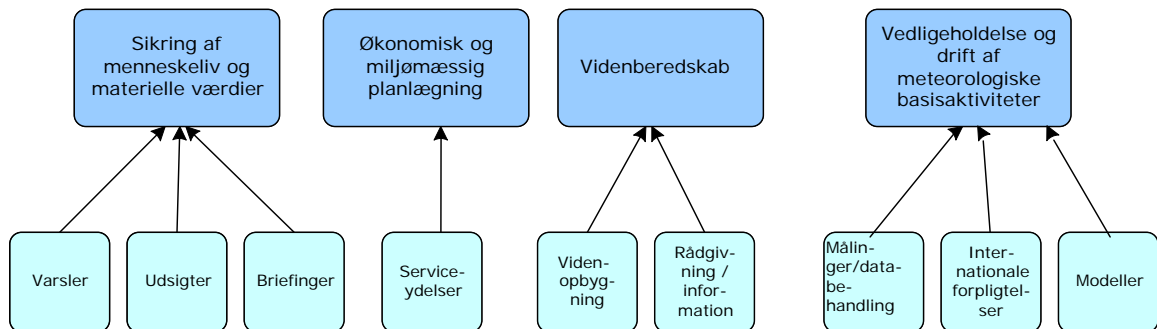 Sikring af
menneskeliv og
materielle værdier
Økonomisk og
miljømæssig
planlægning
Videnberedskab
Vedligeholdelse og
drift af
meteorologiske
basisaktiviteter
Varsler
Udsigter
Briefinger
Service-
ydelser
Viden-
opbyg-
ning
Rådgiv-
ning /
infor-
mation
Målin-
ger/data-
be-
handling
Inter-
nationale
forpligtel-
ser
Modeller